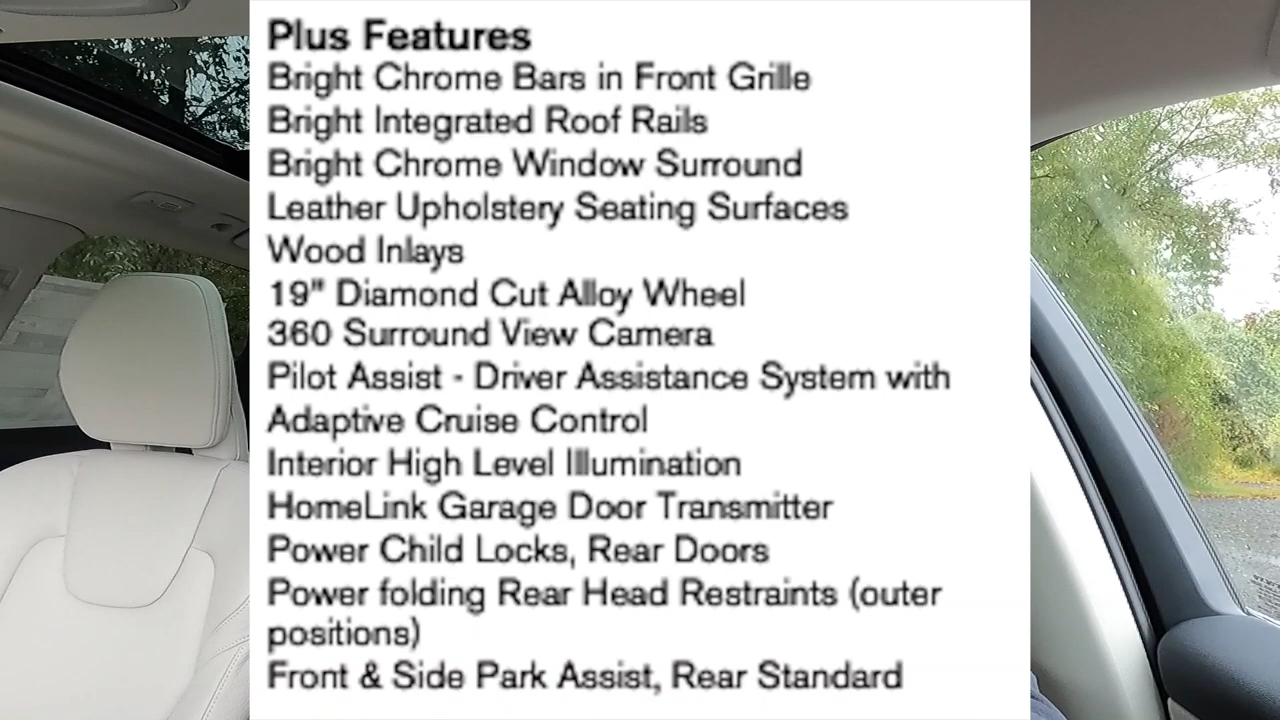 Plus Features
Bright Chrome Bars in Front Grille
Bright Integrated Roof Rails
Bright Chrome Window Surround
Leather Upholstery Seating Surfaces
Wood Inlays
19" Diamond Cut Alloy Wheel
360 Surround View Camera
Pilot Assist - Driver Assistance System with
Adaptive Cruise Control
Interior High Level Illumination
HomeLink Garage Door Transmitter
Power Child Locks, Rear Doors
Power folding Rear Head Restraints (outer
positions)
Front & Side Park Assist, Rear Standard